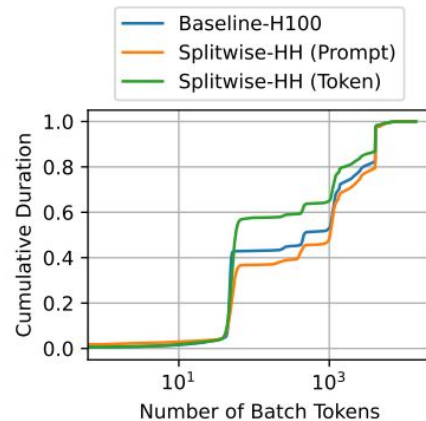 Baseline-H100
Splitwise-HH (Prompt)
Splitwise-HH (Token)
1.0
0.8
0.6
0.4
0.2
0.0
Cumulative Duration
10¹ 10³
Number of Batch Tokens